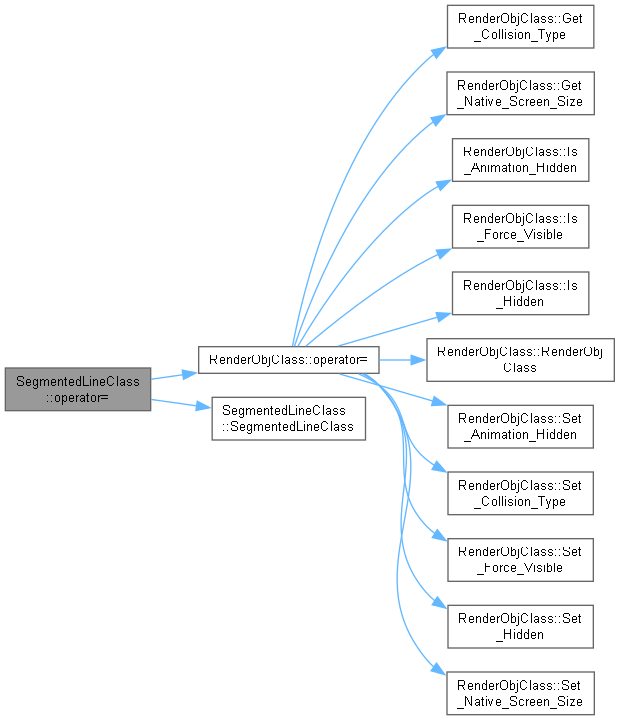 RenderObjClass::Get
_Collision_Type
RenderObjClass::Get
_Native_Screen_Size
RenderObjClass::Is
_Animation_Hidden
RenderObjClass::Is
_Force_Visible
RenderObjClass::Is
_Hidden
RenderObjClass::operator=
RenderObjClass::RenderObj
Class
SegmentedLineClass
::operator=
SegmentedLineClass
::SegmentedLineClass
RenderObjClass::Set
_Animation_Hidden
RenderObjClass::Set
_Collision_Type
RenderObjClass::Set
_Force_Visible
RenderObjClass::Set
_Hidden
RenderObjClass::Set
_Native_Screen_Size